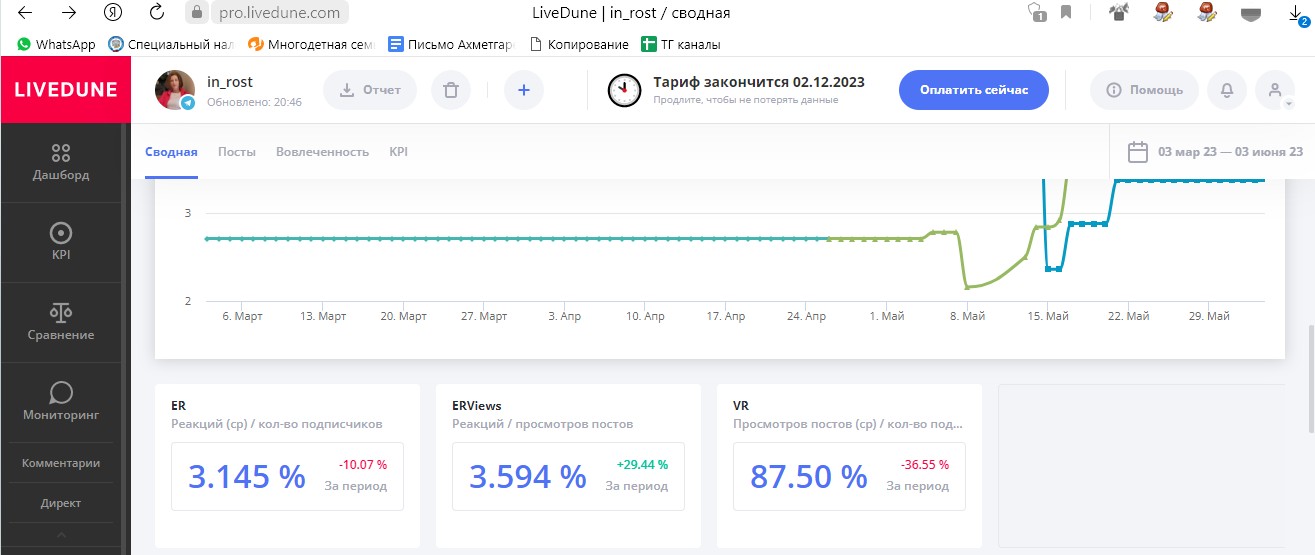 pro.livedune.com
LiveDune | in_rost / сводная
1
2
WhatsApp
Специальный нал
Многодетная сем
Письмо Ахметгар
Копирование
ТГ каналы
LIVEDUNE
in_rost
Обновлено: 20:46
Отчет
+
Тариф закончится 02.12.2023
Продлите, чтобы не потерять данные
Оплатить сейчас
Помощь
Дашборд
KPI
Сравнение
Мониторинг
Комментарии
Директ
Сводная
Посты
Вовлеченность
KPI
03 мар 23 — 03 июня 23
3
2
6. Март
13. Март
20. Март
27. Март
3. Апр
10. Апр
17. Апр
24. Апр
1. Май
8. Май
15. Май
22. Май
29. Май
ER
Реакций (ср) / кол-во подписчиков
3.145 %
-10.07 %
За период
ERViews
Реакций / просмотров постов
3.594 %
+29.44 %
За период
VR
Просмотров постов (ср) / кол-во под...
87.50 %
-36.55 %
За период